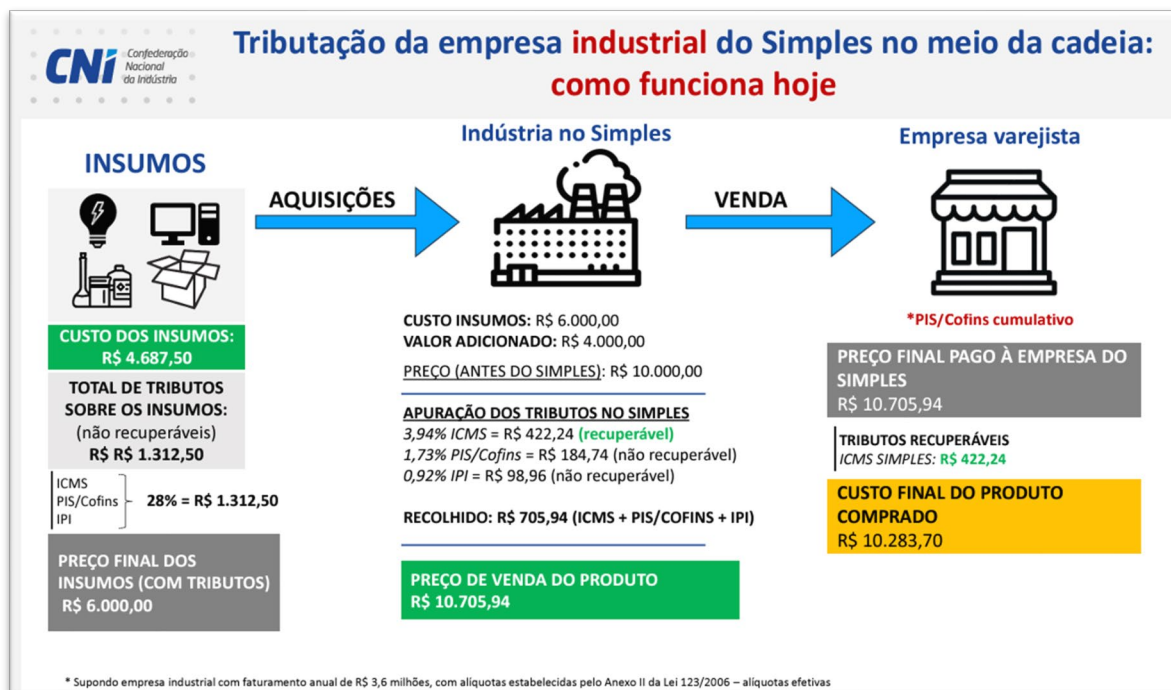 CNI Confederação
Nacional
da Indústria
Tributação da empresa industrial do Simples no meio da cadeia:
como funciona hoje
INSUMOS
CUSTO DOS INSUMOS:
R$ 4.687,50
TOTAL DE TRIBUTOS
SOBRE OS INSUMOS:
(não recuperáveis)
R$ R$ 1.312,50
ICMS
PIS/Cofins
IPI
28% = R$ 1.312,50
PREÇO FINAL DOS
INSUMOS (COM TRIBUTOS)
R$ 6.000,00
AQUISIÇÕES
Indústria no Simples
CUSTO INSUMOS: R$ 6.000,00
VALOR ADICIONADO: R$ 4.000,00
PREÇO (ANTES DO SIMPLES): R$ 10.000,00
APURAÇÃO DOS TRIBUTOS NO SIMPLES
3,94% ICMS = R$ 422,24 (recuperável)
1,73% PIS/Cofins = R$ 184,74 (não recuperável)
0,92% IPI = R$ 98,96 (não recuperável)
RECOLHIDO: R$ 705,94 (ICMS + PIS/COFINS + IPI)
PREÇO DE VENDA DO PRODUTO
R$ 10.705,94
VENDA
Empresa varejista
*PIS/Cofins cumulativo
PREÇO FINAL PAGO À EMPRESA DO
SIMPLES
R$ 10.705,94
TRIBUTOS RECUPERÁVEIS
ICMS SIMPLES: R$ 422,24
CUSTO FINAL DO PRODUTO
COMPRADO
R$ 10.283,70
* Supondo empresa industrial com faturamento anual de R$ 3,6 milhões, com alíquotas estabelecidas pelo Anexo II da Lei 123/2006 – alíquotas efetivas